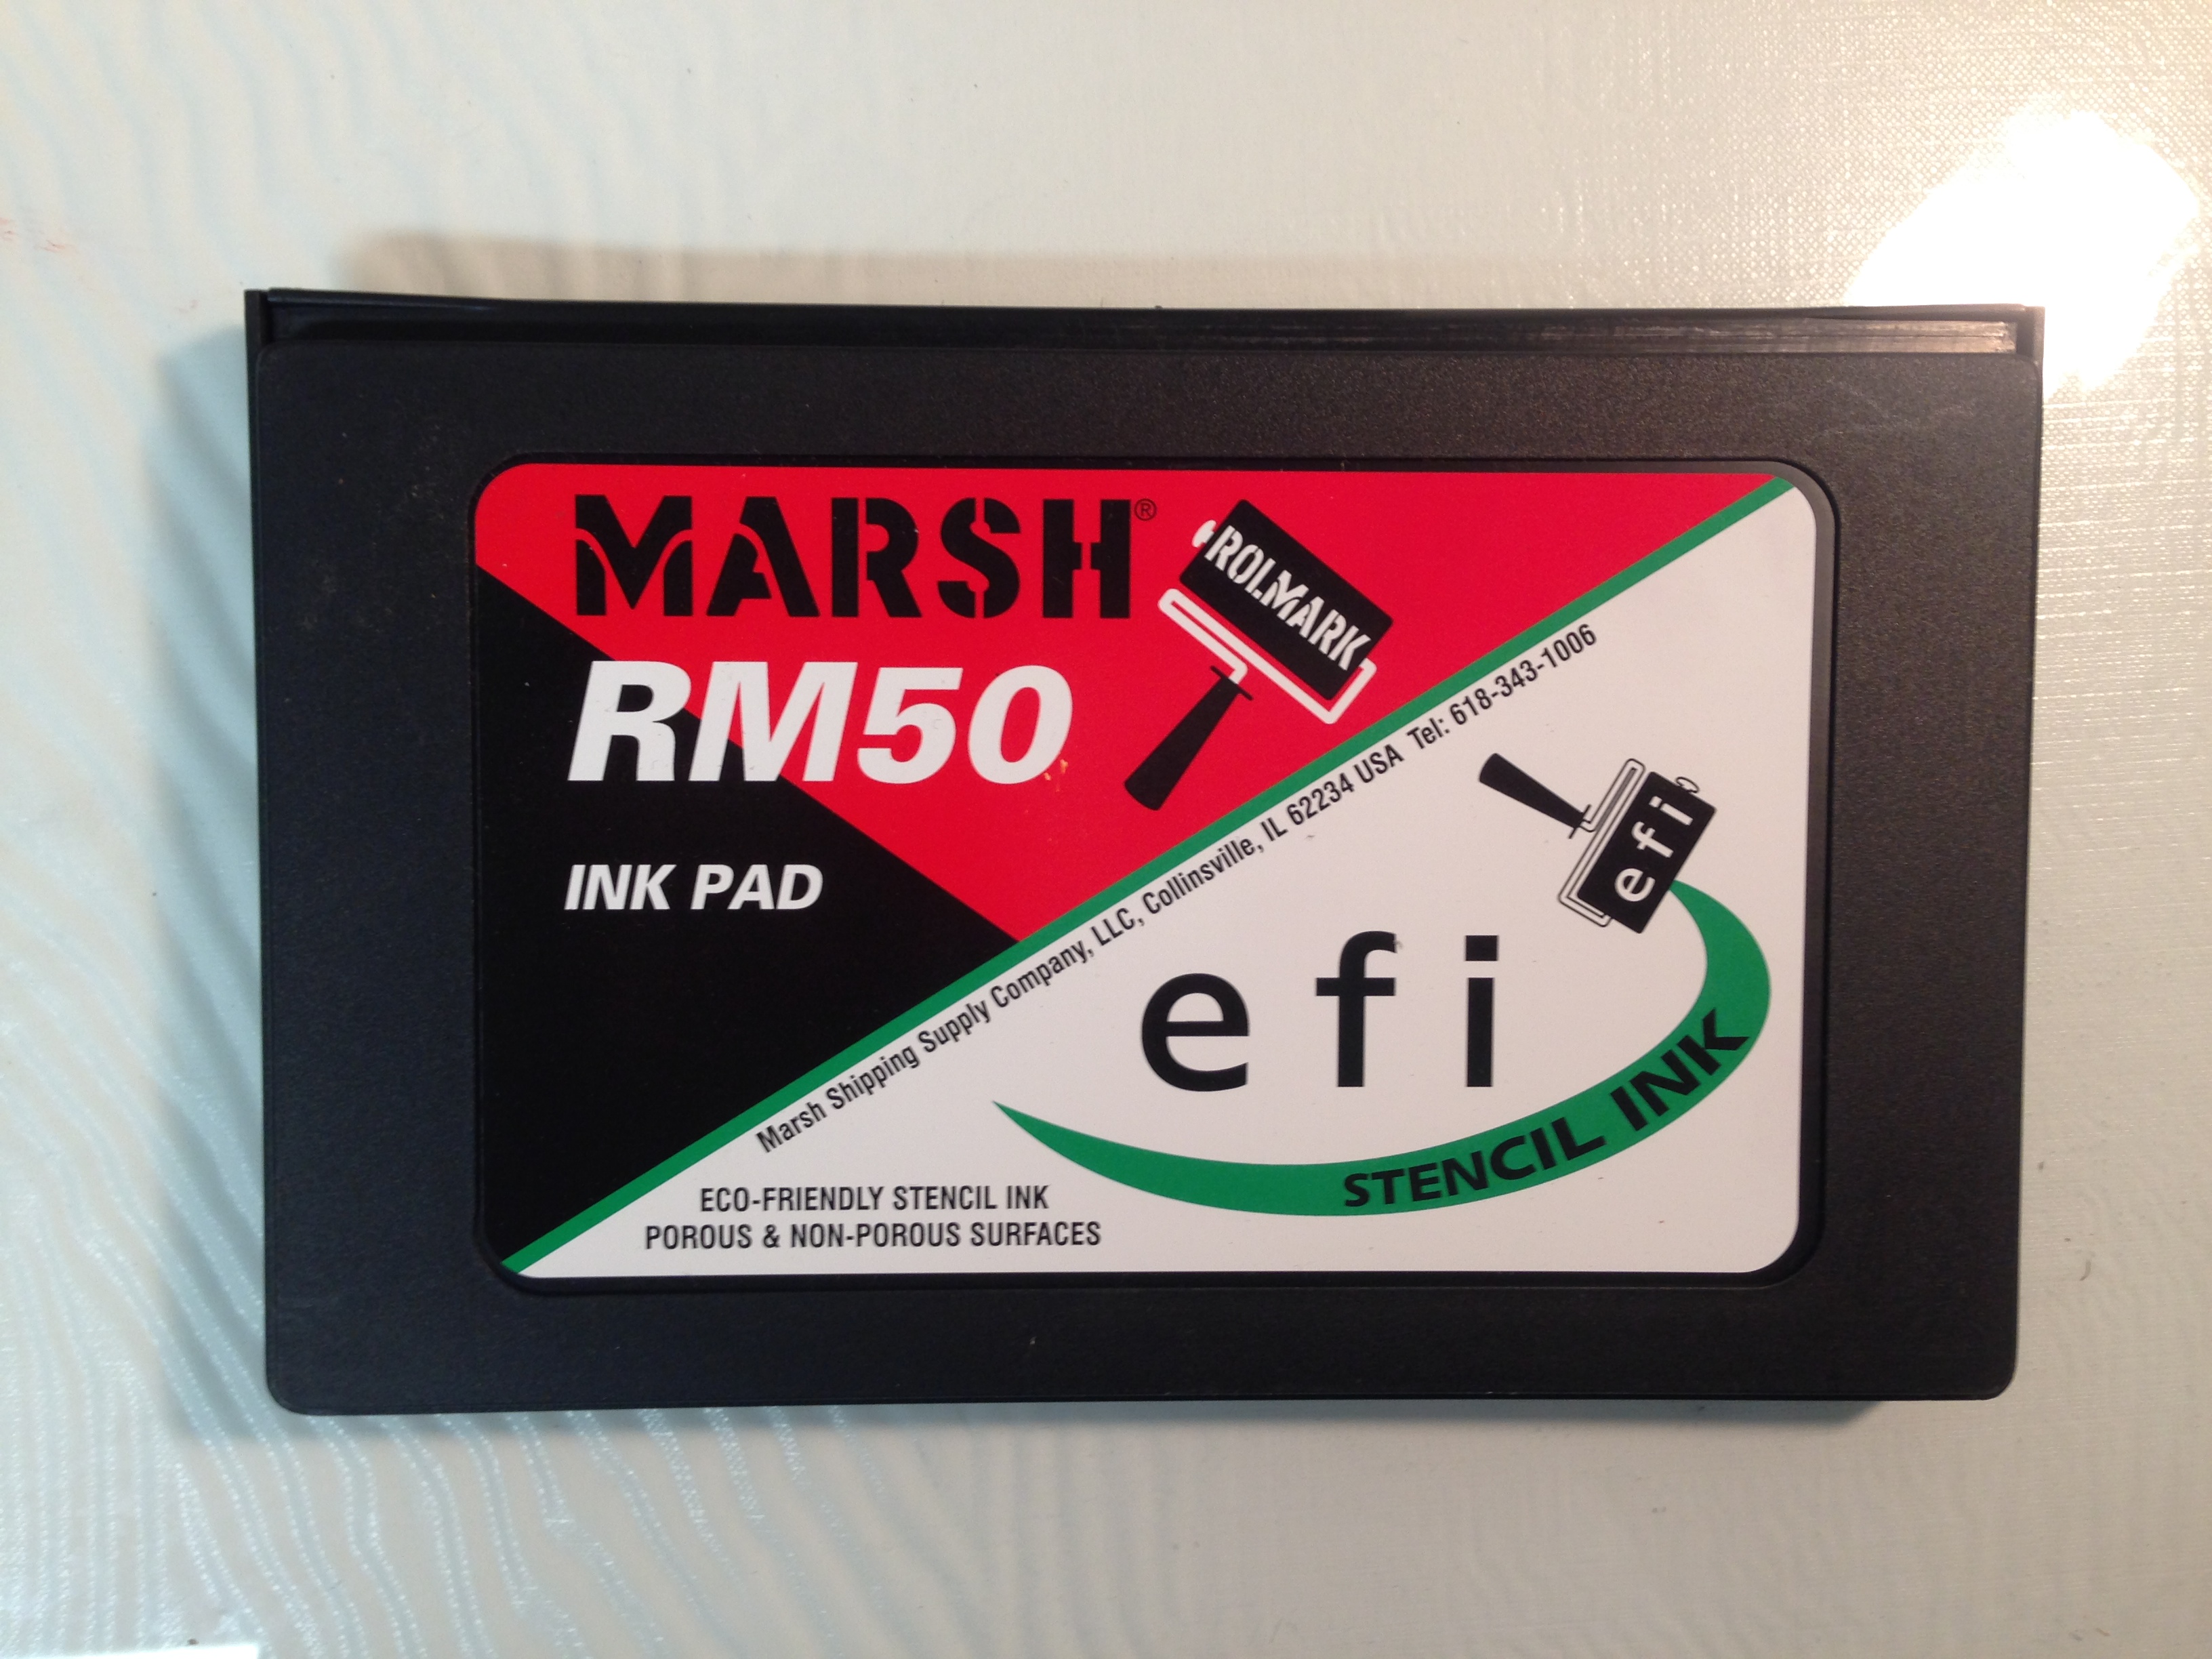 MARSH®
ROLMARK
RM50
INK PAD
Marsh Shipping Supply Company, LLC, Collinsville, IL 62234 USA Tel: 618-343-1006
efi
e f i
STENCIL INK
ECO-FRIENDLY STENCIL INK
POROUS & NON-POROUS SURFACES